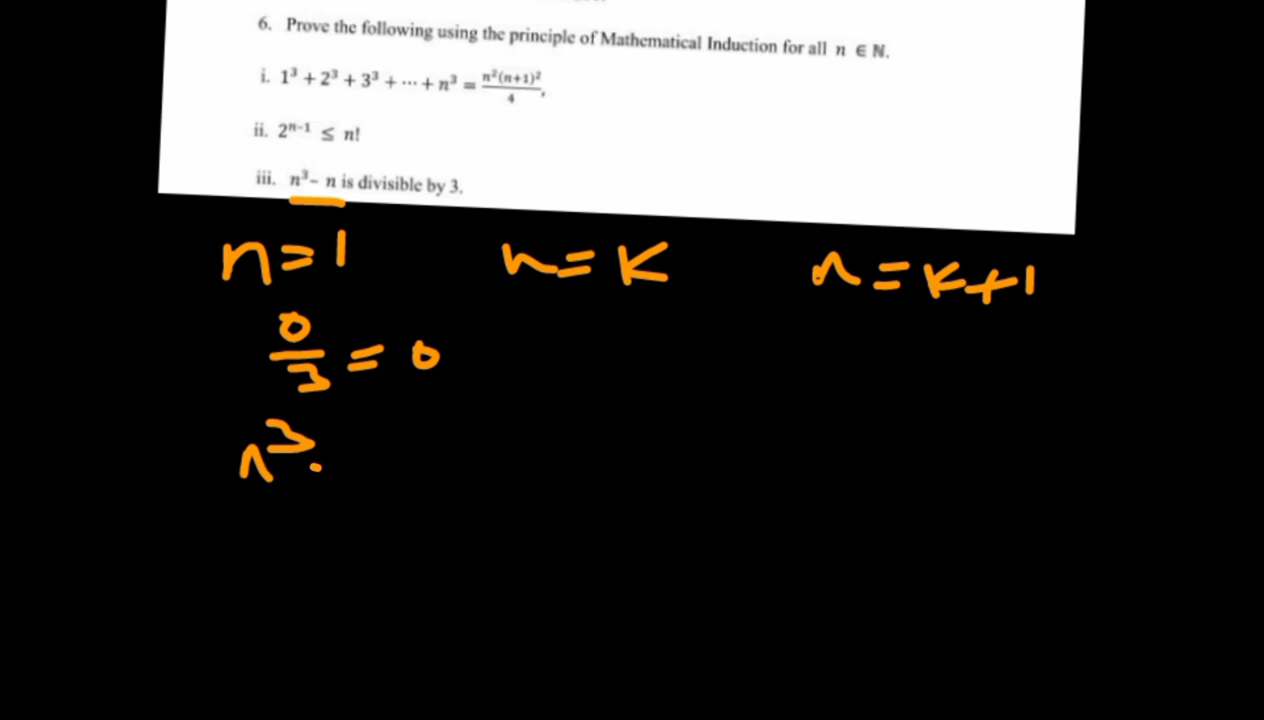 6. Prove the following using the principle of Mathematical Induction for all n ∈ ℕ.
i. 1³ + 2³ + 3³ + ⋯ + n³ = n²(n+1)²/4,
ii. 2ⁿ⁻¹ ≤ n!
iii. n³ − n is divisible by 3.
n=1 n=K n=K+1
0/3 = 0
n³.